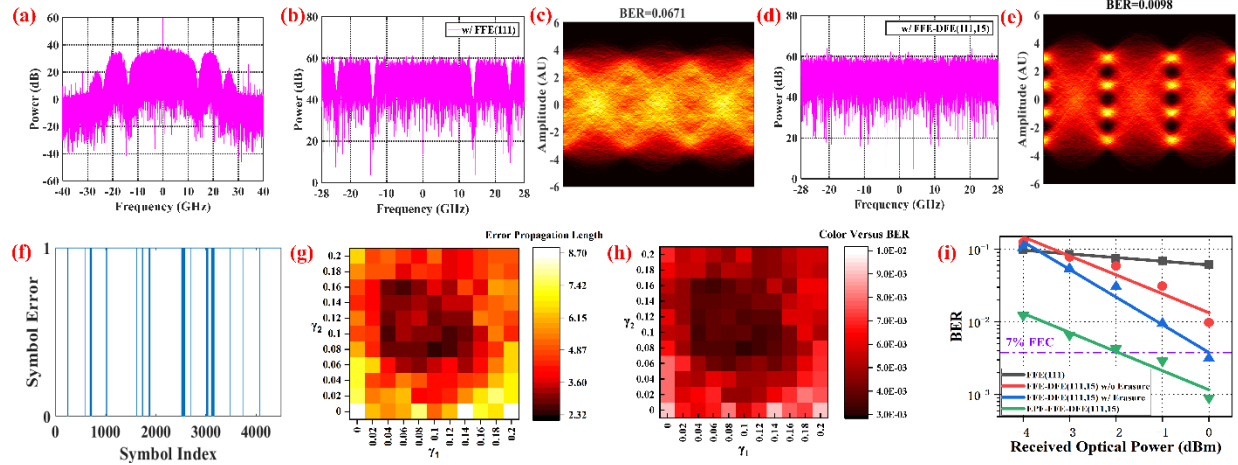 (a)
Power (dB)
60
40
20
0
-20
-40
-60
-40 -30 -20 -10 0 10 20 30 40
Frequency (GHz)
(b)
w/ FFE(111)
Power (dB)
80
60
40
20
0
-28 -20 -10 0 10 20 28
Frequency (GHz)
(c)
BER=0.0671
Amplitude (AU)
6
4
2
0
-2
-4
-6
(d)
w/ FFE-DFE(111,15)
Power (dB)
80
60
40
20
0
-28 -20 -10 0 10 20 28
Frequency (GHz)
(e)
BER=0.0098
Amplitude (AU)
6
4
2
0
-2
-4
-6
(f)
Symbol Error
1
0
0 1000 2000 3000 4000
Symbol Index
(g)
Error Propagation Length
γ2
0.2
0.18
0.16
0.14
0.12
0.1
0.08
0.06
0.04
0.02
0
0 0.02 0.04 0.06 0.08 0.1 0.12 0.14 0.16 0.18 0.2
γ1
8.70
7.42
6.15
4.87
3.60
2.32
(h)
Color Versus BER
γ2
0.2
0.18
0.16
0.14
0.12
0.1
0.08
0.06
0.04
0.02
0
0 0.02 0.04 0.06 0.08 0.1 0.12 0.14 0.16 0.18 0.2
γ1
1.0E-02
9.0E-03
8.0E-03
7.0E-03
6.0E-03
5.0E-03
4.0E-03
3.0E-03
(i)
BER
10-1
10-2
10-3
7% FEC
FFE(111)
FFE-DFE(111,15) w/o Erasure
FFE-DFE(111,15) w/ Erasure
EPF-FFE-DFE(111,15)
4 3 2 1 0
Received Optical Power (dBm)